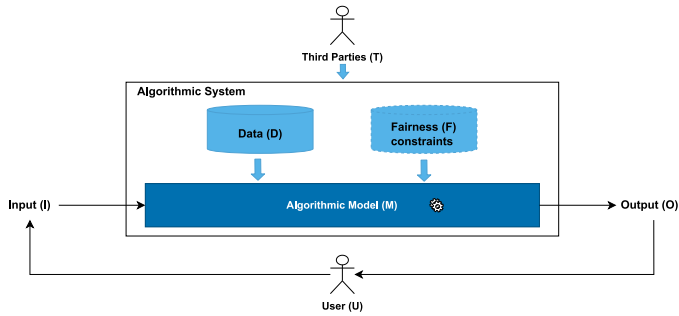 Third Parties (T)
Algorithmic System
Data (D)
Fairness (F)
constraints
Input (I)
Algorithmic Model (M)
Output (O)
User (U)